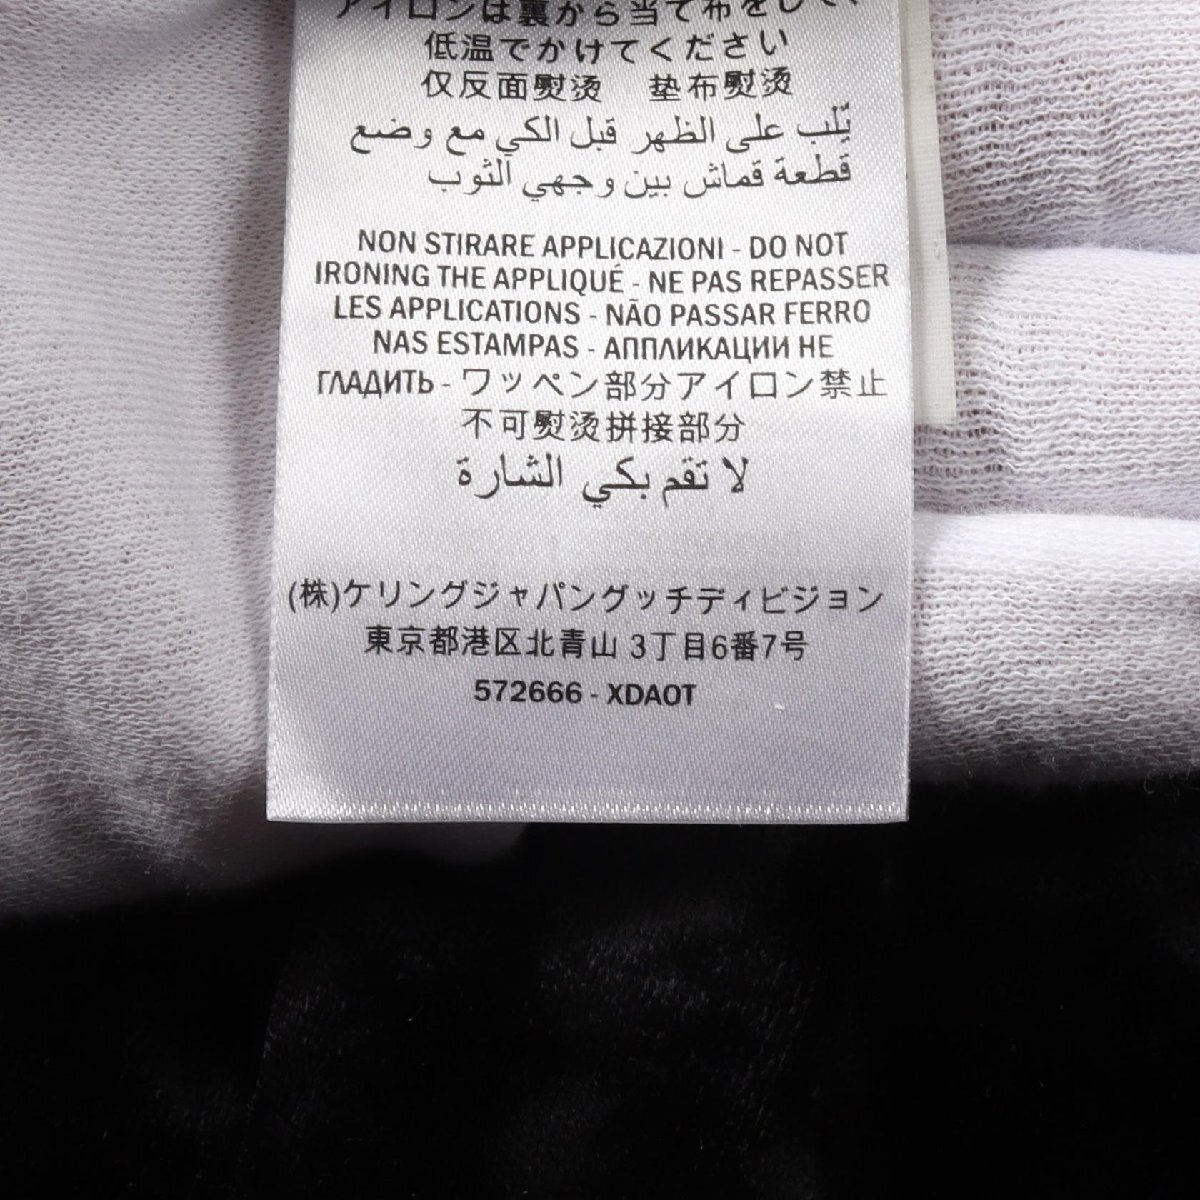 アイロンは裏から当て布をして、
低温でかけてください
仅反面熨烫　垫布熨烫
يُلب على الظهر قبل الكي مع وضع
قطعة قماش بين وجهي الثوب
NON STIRARE APPLICAZIONI - DO NOT
IRONING THE APPLIQUÉ - NE PAS REPASSER
LES APPLICATIONS - NÃO PASSAR FERRO
NAS ESTAMPAS - АППЛИКАЦИИ НЕ
ГЛАДИТЬ - ワッペン部分アイロン禁止
不可熨烫拼接部分
لا تقم بكي الشارة
(株)ケリングジャパングッチディビジョン
東京都港区北青山 3丁目6番7号
572666 - XDAOT